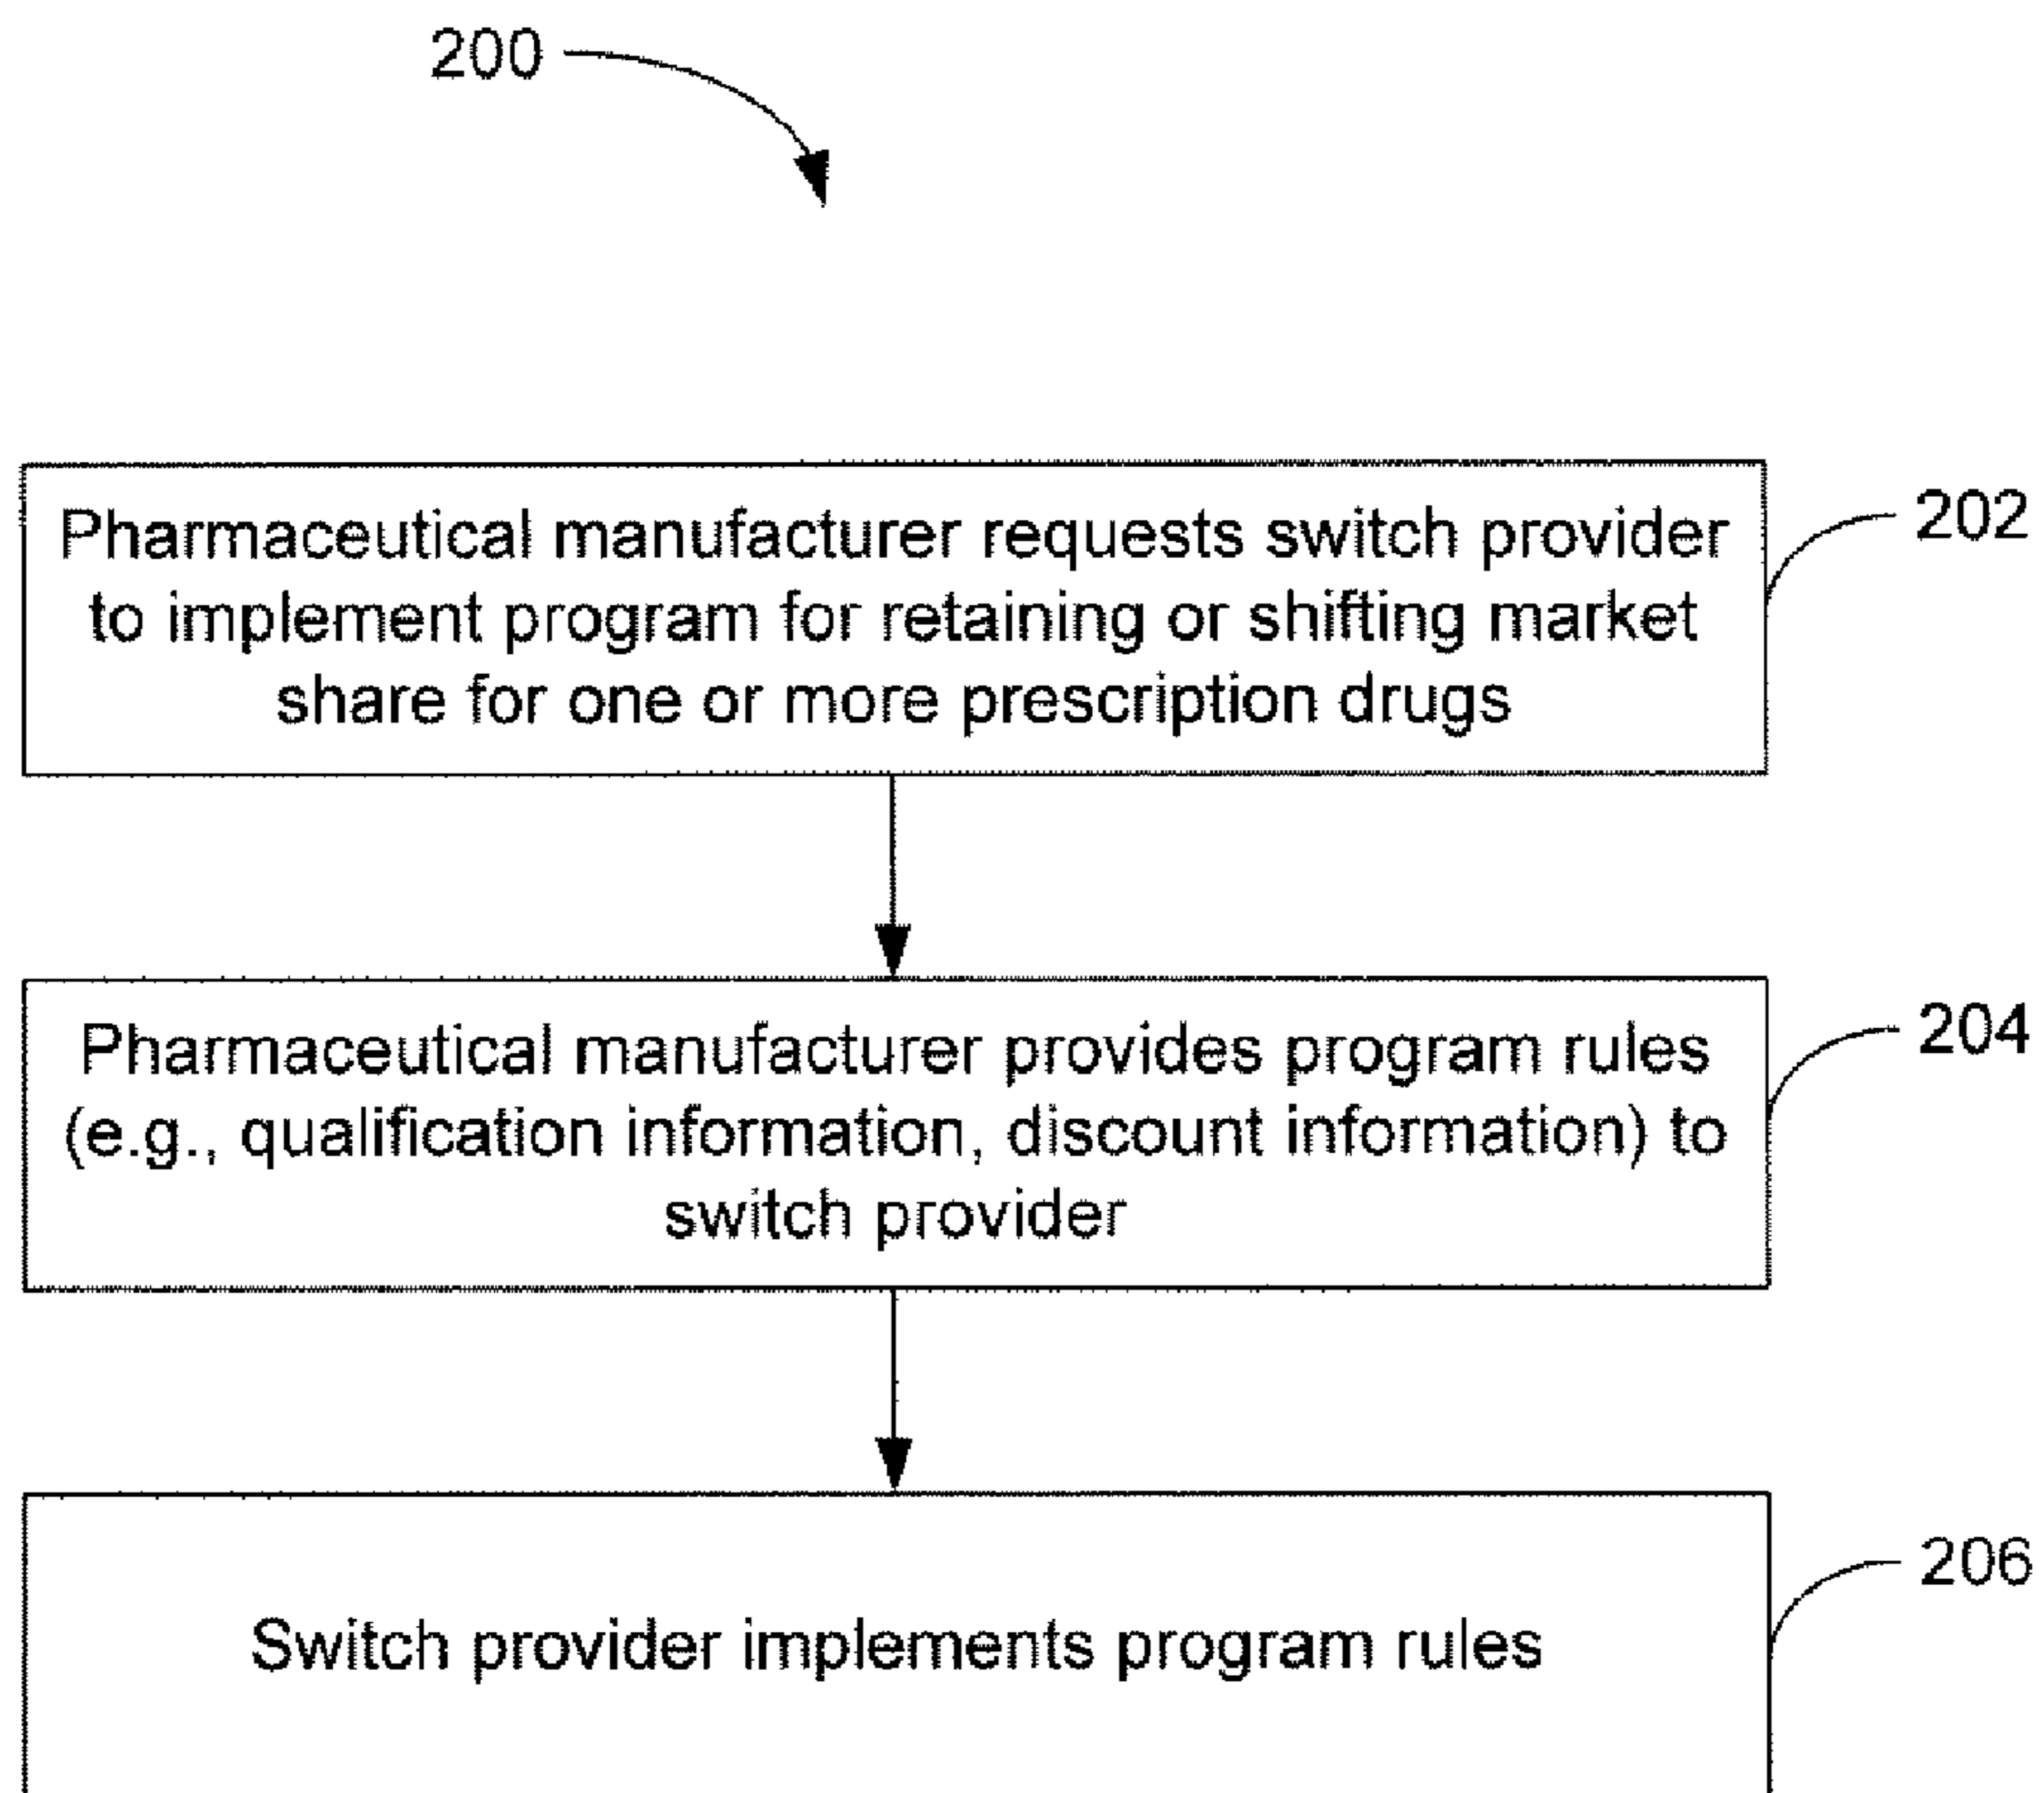 200
Pharmaceutical manufacturer requests switch provider
to implement program for retaining or shifting market
share for one or more prescription drugs
202
Pharmaceutical manufacturer provides program rules
(e.g., qualification information, discount information) to
switch provider
204
Switch provider implements program rules
206